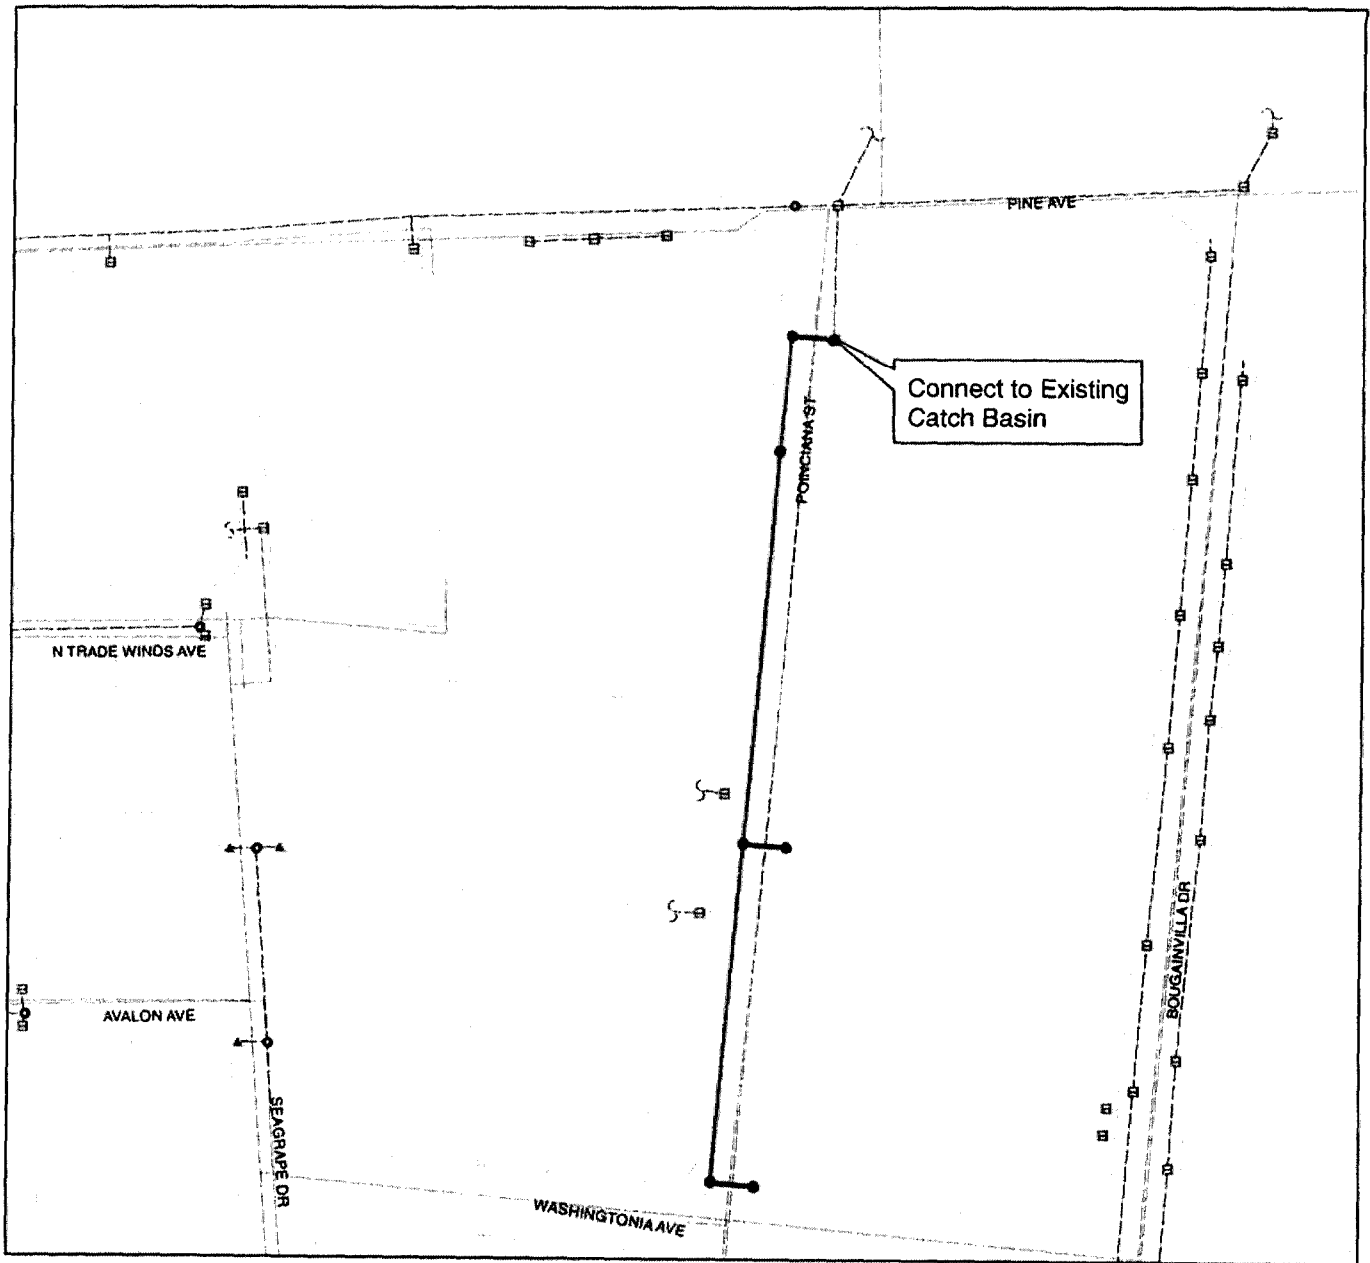 PINE AVE
Connect to Existing
Catch Basin
POINCIANA ST
N TRADE WINDS AVE
BOUGAINVILLA DR
AVALON AVE
SEAGRAPE DR
WASHINGTONIA AVE